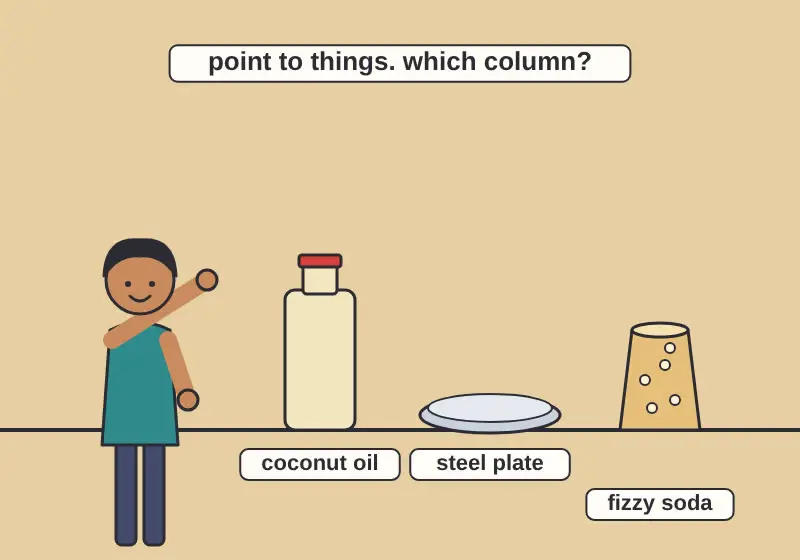 point to things. which column?
coconut oil
steel plate
fizzy soda